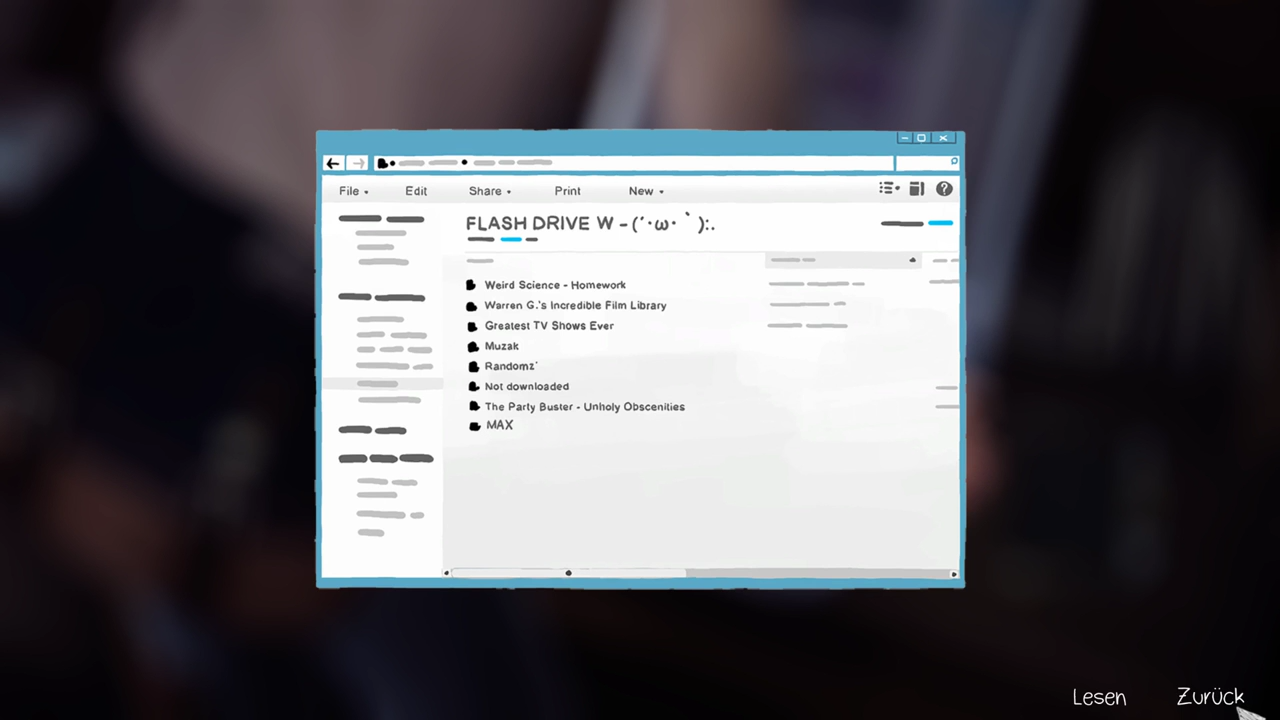 File Edit Share Print New
FLASH DRIVE W -(´･ω･`):.
Weird Science - Homework
Warren G.'s Incredible Film Library
Greatest TV Shows Ever
Muzak
Randomz'
Not downloaded
The Party Buster - Unholy Obscenities
MAX
Lesen Zurück